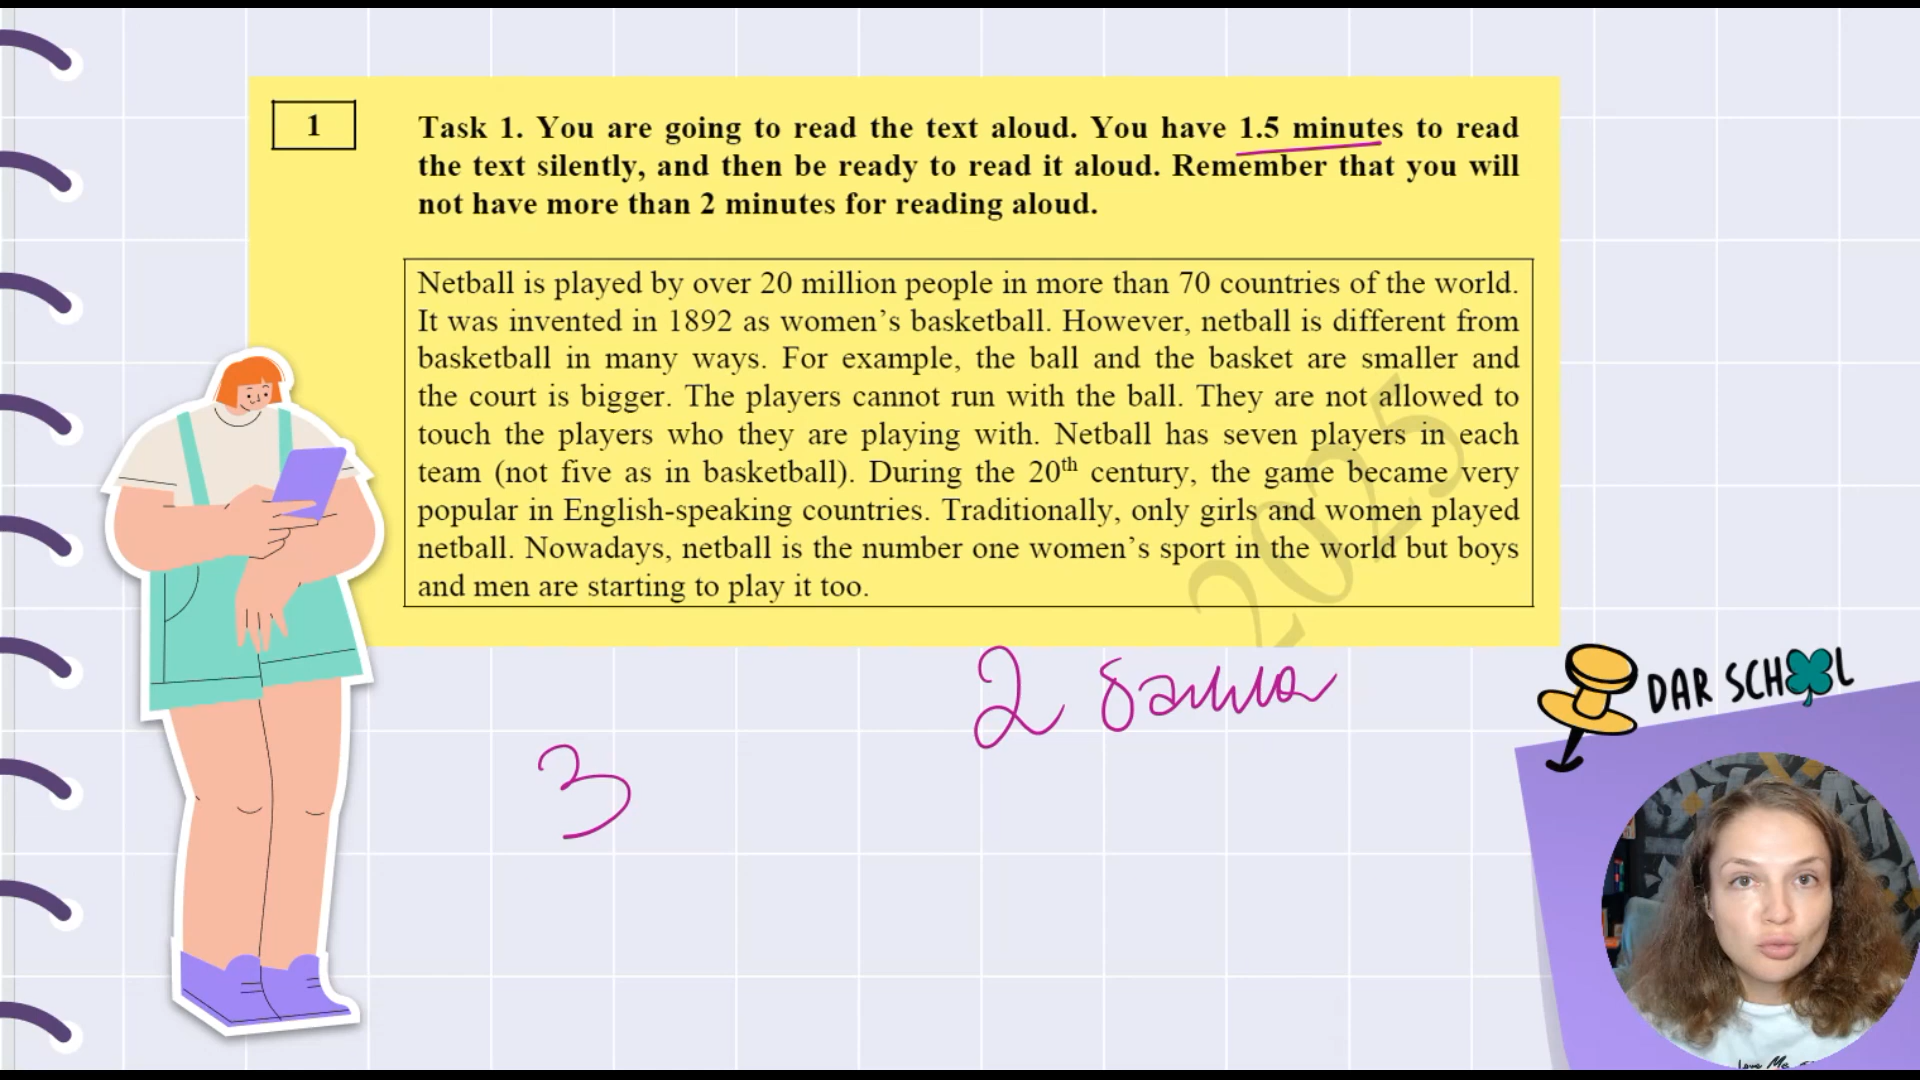 1
Task 1. You are going to read the text aloud. You have 1.5 minutes to read
the text silently, and then be ready to read it aloud. Remember that you will
not have more than 2 minutes for reading aloud.
Netball is played by over 20 million people in more than 70 countries of the world.
It was invented in 1892 as women’s basketball. However, netball is different from
basketball in many ways. For example, the ball and the basket are smaller and
the court is bigger. The players cannot run with the ball. They are not allowed to
touch the players who they are playing with. Netball has seven players in each
team (not five as in basketball). During the 20th century, the game became very
popular in English-speaking countries. Traditionally, only girls and women played
netball. Nowadays, netball is the number one women’s sport in the world but boys
and men are starting to play it too.
2025
2 балла
3
DAR SCHOOL
Love Me